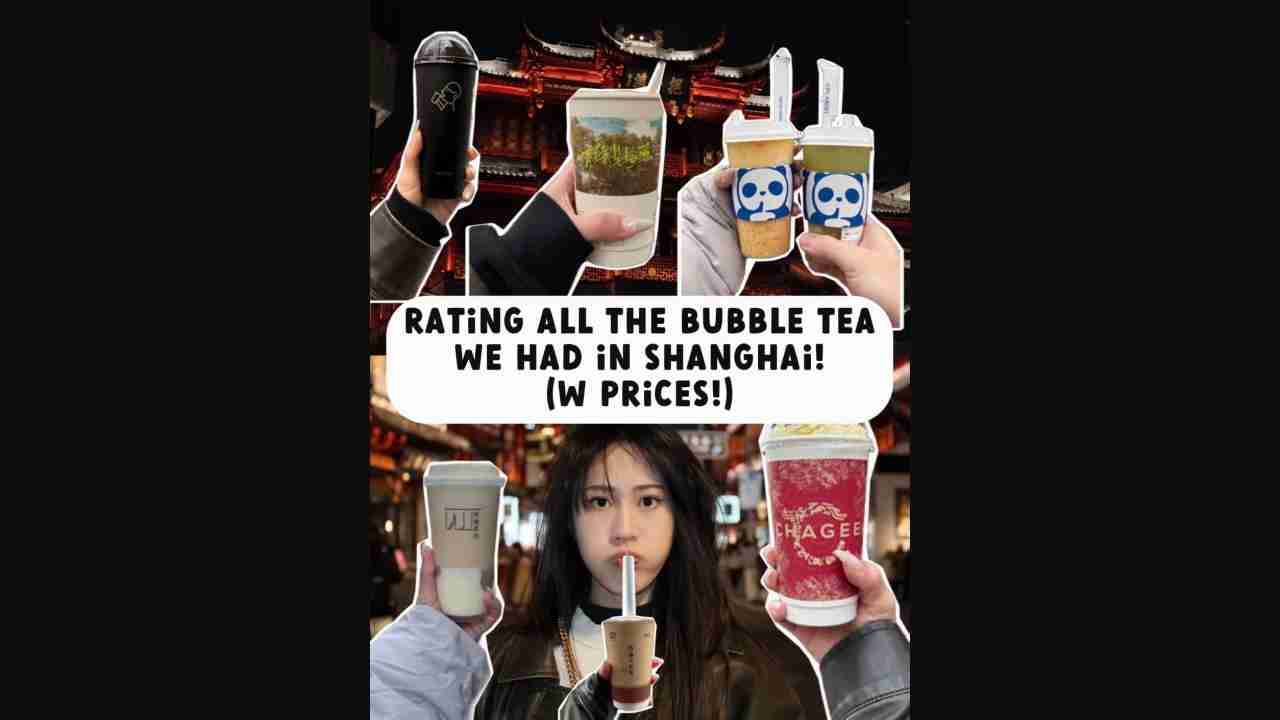 RATiNG ALL THE BUBBLE TEA
WE HAD iN SHANGHAi!
(W PRiCES!)
CHAGEE